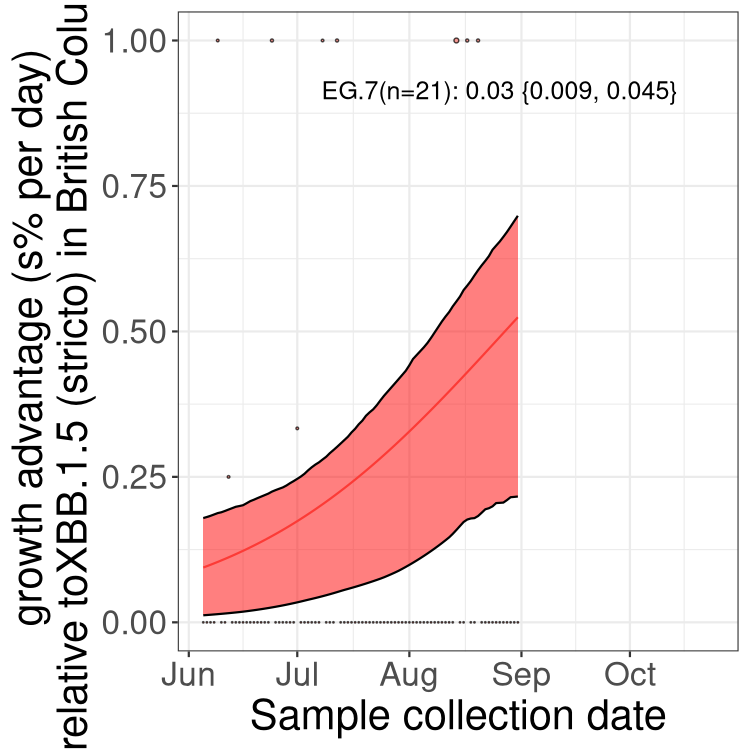 growth advantage (s% per day)
relative toXBB.1.5 (stricto) in British Colu
1.00
0.75
0.50
0.25
0.00
EG.7(n=21): 0.03 {0.009, 0.045}
Jun Jul Aug Sep Oct
Sample collection date